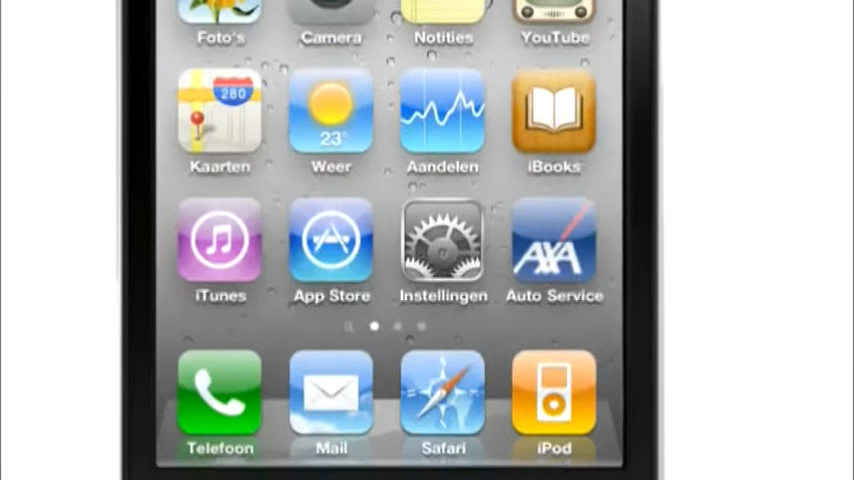 Foto's Camera Notities YouTube
280
23°
Kaarten Weer Aandelen iBooks
AXA
iTunes App Store Instellingen Auto Service
Telefoon Mail Safari iPod